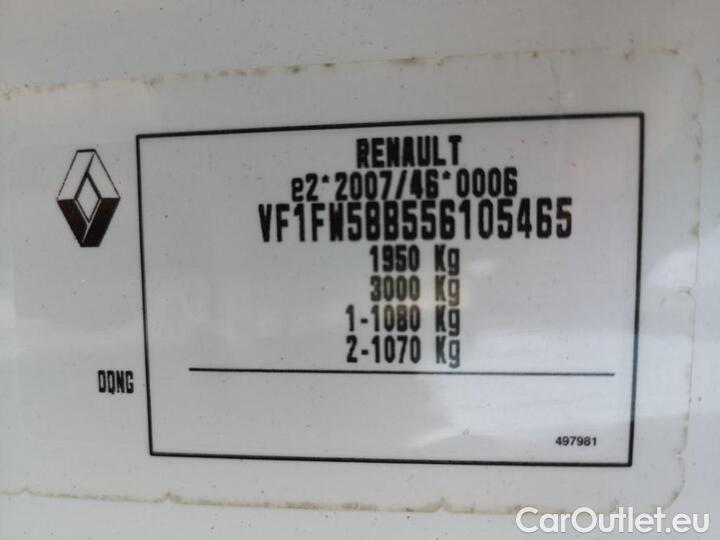 RENAULT
e2*2007/46*0006
VF1FW58B556105465
1950 Kg
3000 Kg
1-1080 Kg
2-1070 Kg
DQNG
497981
CarOutlet.eu